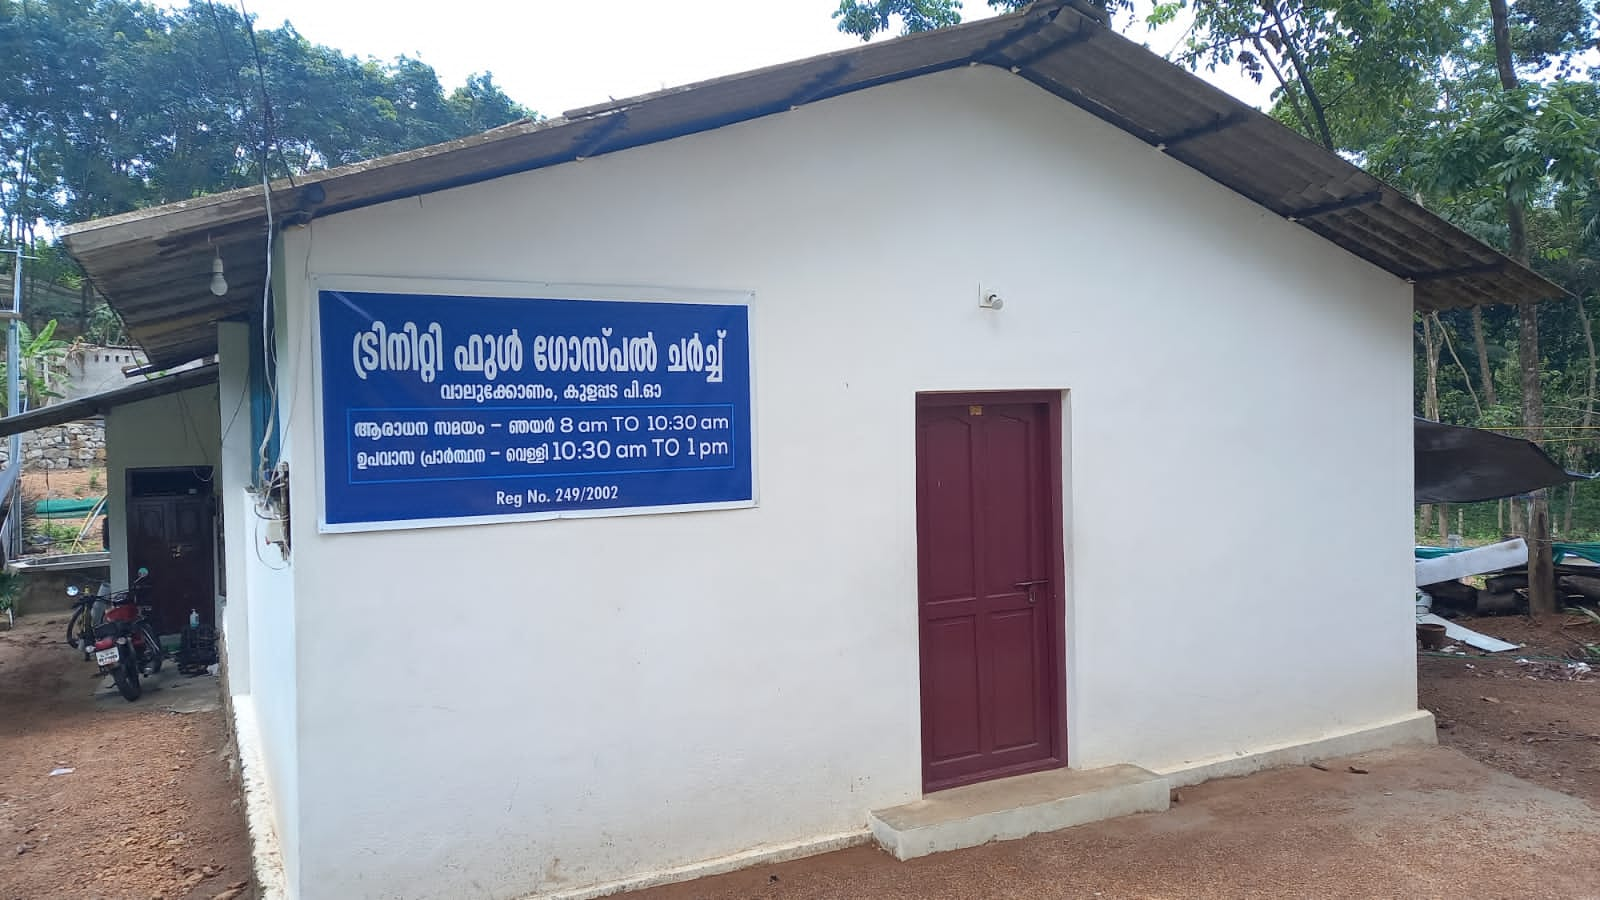 ട്രിനിറ്റി ഫുൾ ഗോസ്പൽ ചർച്ച്
വാലുക്കോണം, കുളപ്പട പി.ഓ
ആരാധന സമയം – ഞയർ 8 am TO 10:30 am
ഉപവാസ പ്രാർത്ഥന – വെള്ളി 10:30 am TO 1 pm
Reg No. 249/2002